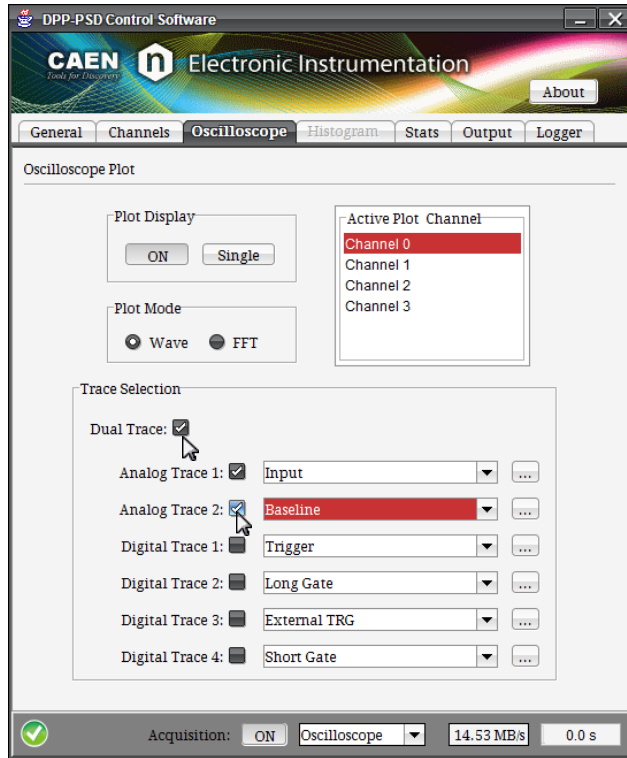 DPP-PSD Control Software
CAEN n Electronic Instrumentation
Tools for Discovery
About
General Channels Oscilloscope Histogram Stats Output Logger
Oscilloscope Plot
Plot Display
ON Single
Active Plot Channel
Channel 0
Channel 1
Channel 2
Channel 3
Plot Mode
Wave FFT
Trace Selection
Dual Trace:
Analog Trace 1: Input ...
Analog Trace 2: Baseline ...
Digital Trace 1: Trigger ...
Digital Trace 2: Long Gate ...
Digital Trace 3: External TRG ...
Digital Trace 4: Short Gate ...
Acquisition: ON Oscilloscope 14.53 MB/s 0.0 s